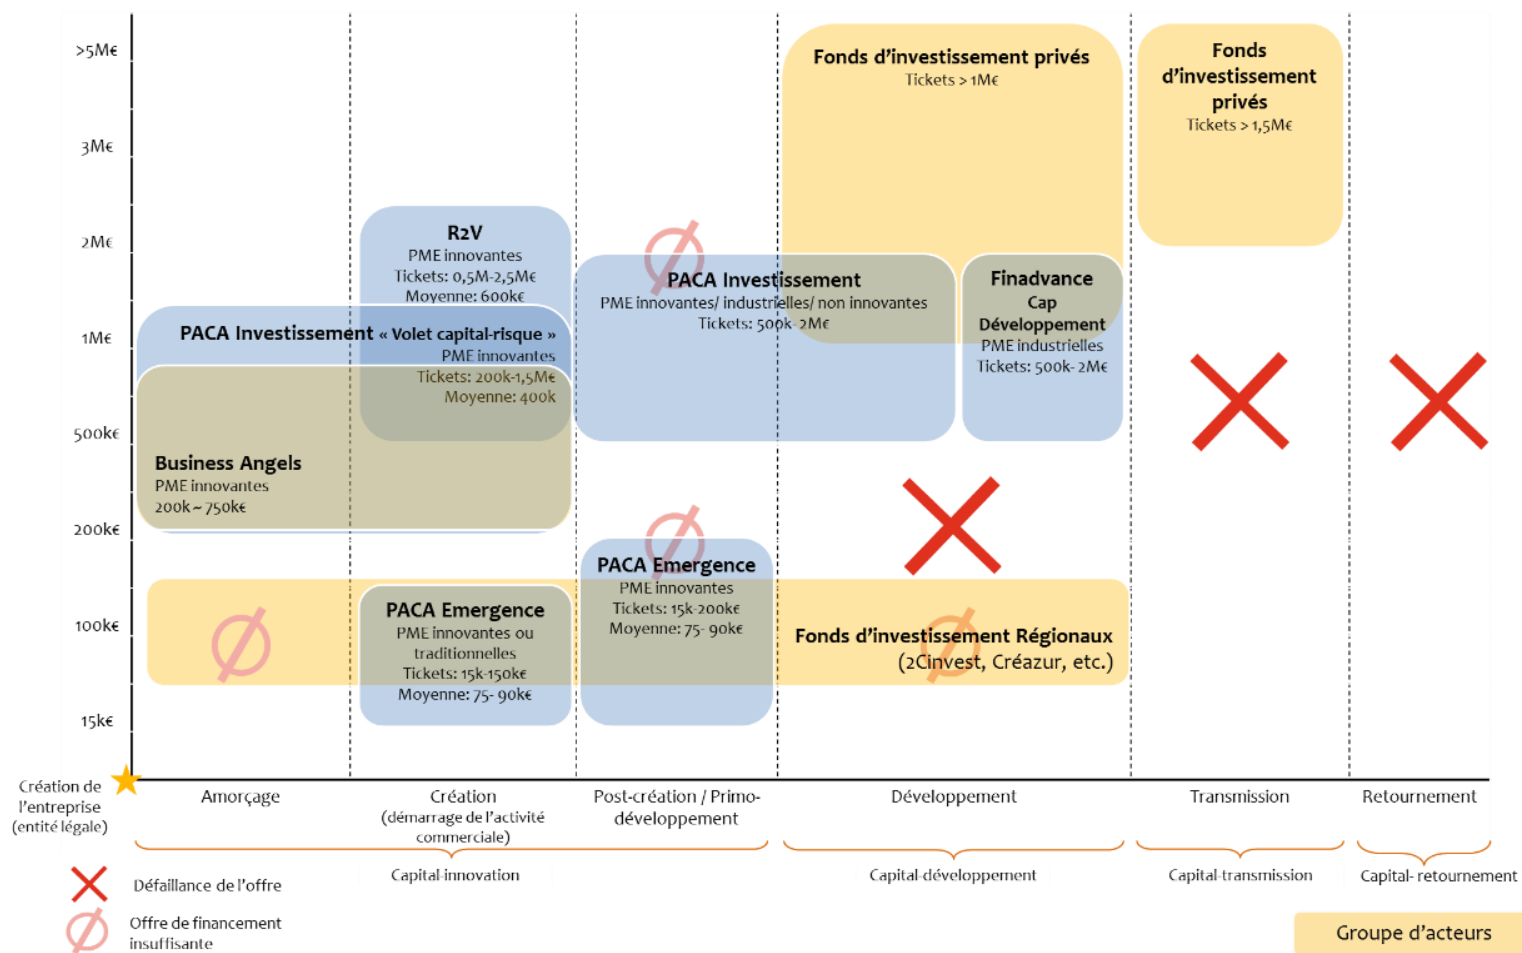 >5M€
3M€
2M€
1M€
500k€
200k€
100k€
15k€
Fonds d'investissement privés
Tickets > 1M€
Fonds
d'investissement
privés
Tickets > 1,5M€
R2V
PME innovantes
Tickets: 0,5M-2,5M€
Moyenne: 600k€
PACA Investissement « Volet capital-risque »
PME innovantes
Tickets: 200k-1,5M€
Moyenne: 400k
Business Angels
PME innovantes
200k ~ 750k€
PACA Investissement
PME innovantes/ industrielles/ non innovantes
Tickets: 500k- 2M€
Finadvance
Cap
Développement
PME industrielles
Tickets: 500k- 2M€
PACA Emergence
PME innovantes ou
traditionnelles
Tickets: 15k-150k€
Moyenne: 75- 90k€
PACA Emergence
PME innovantes
Tickets: 15k-200k€
Moyenne: 75- 90k€
Fonds d'investissement Régionaux
(2Cinvest, Créazur, etc.)
Création de
l'entreprise
(entité légale)
Amorçage
Création
(démarrage de l'activité
commerciale)
Post-création / Primo-
développement
Développement
Transmission
Retournement
Capital-innovation
Capital-développement
Capital-transmission
Capital- retournement
Défaillance de l'offre
Offre de financement
insuffisante
Groupe d'acteurs